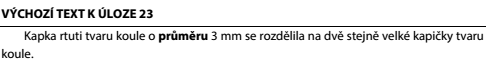 VÝCHOZÍ TEXT K ÚLOZE 23
Kapka rtuti tvaru koule o průměru 3 mm se rozdělila na dvě stejně velké kapičky tvaru
koule.